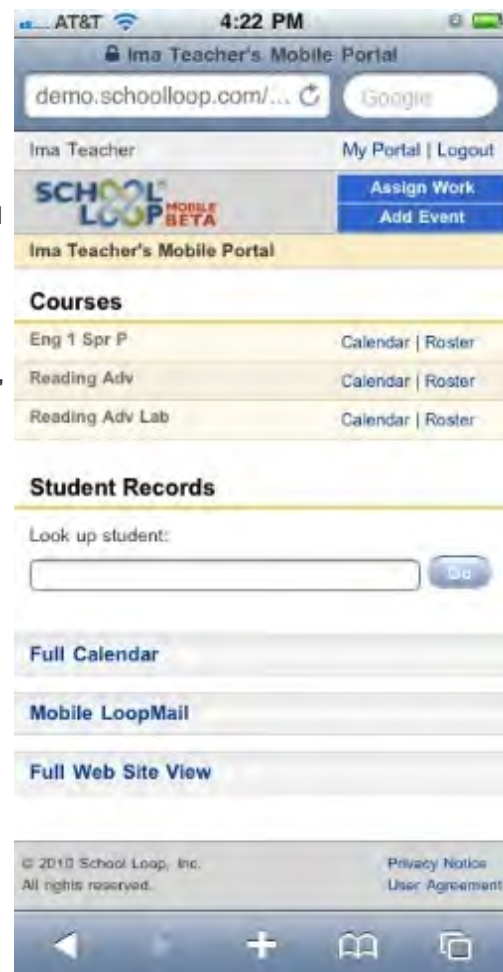 AT&T 4:22 PM
Ima Teacher's Mobile Portal
demo.schoolloop.com/... Google
Ima Teacher My Portal | Logout
SCHOOL LOOP MOBILE BETA
Assign Work
Add Event
Ima Teacher's Mobile Portal
Courses
Eng 1 Spr P Calendar | Roster
Reading Adv Calendar | Roster
Reading Adv Lab Calendar | Roster
Student Records
Look up student:
Go
Full Calendar
Mobile LoopMail
Full Web Site View
© 2010 School Loop, Inc. Privacy Notice
All rights reserved. User Agreement